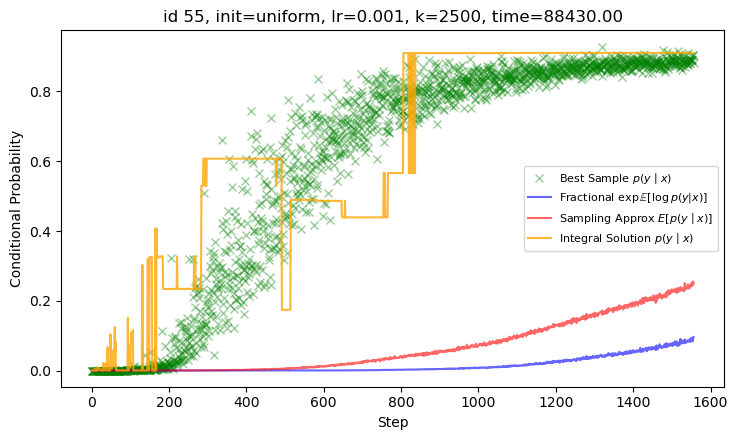 id 55, init=uniform, lr=0.001, k=2500, time=88430.00
Conditional Probability
0.8
0.6
0.4
0.2
0.0
Best Sample p(y | x)
Fractional exp 𝔼[log p(y|x)]
Sampling Approx E[p(y | x)]
Integral Solution p(y | x)
0 200 400 600 800 1000 1200 1400 1600
Step